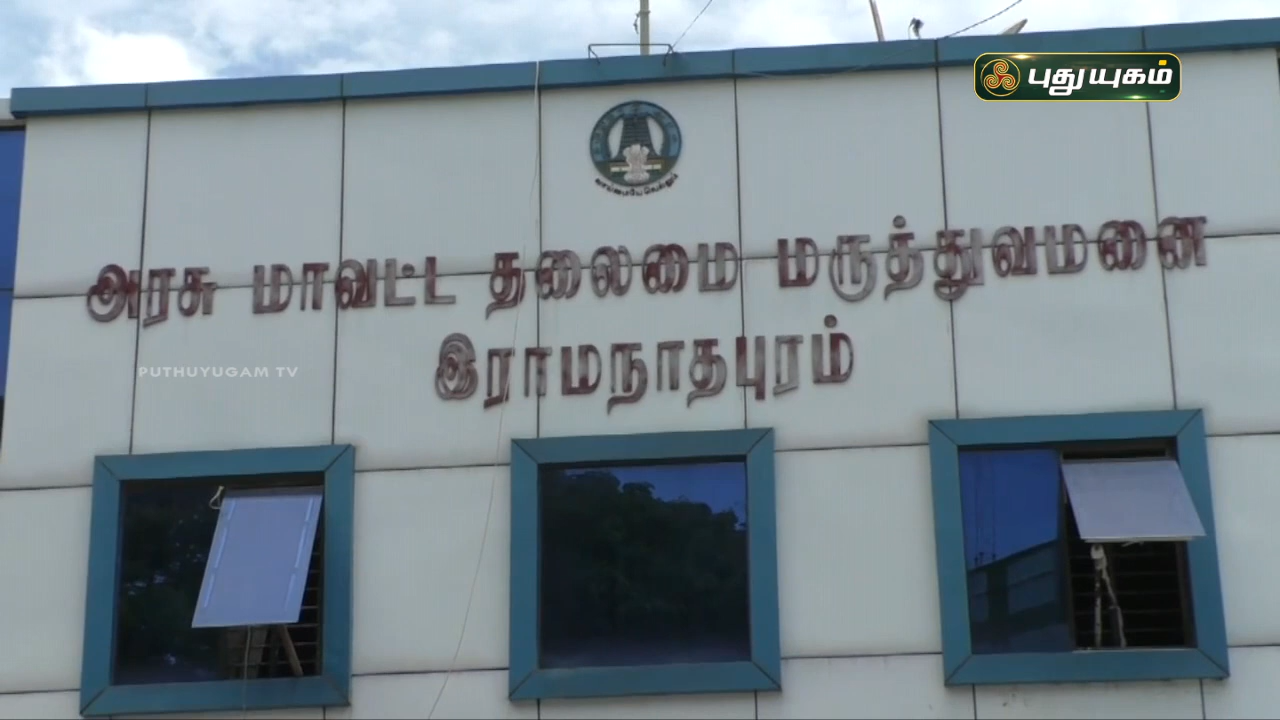 புதுயுகம்
வாய்மையே வெல்லும்
அரசு மாவட்ட தலைமை மருத்துவமனை
இராமநாதபுரம்
PUTHUYUGAM TV